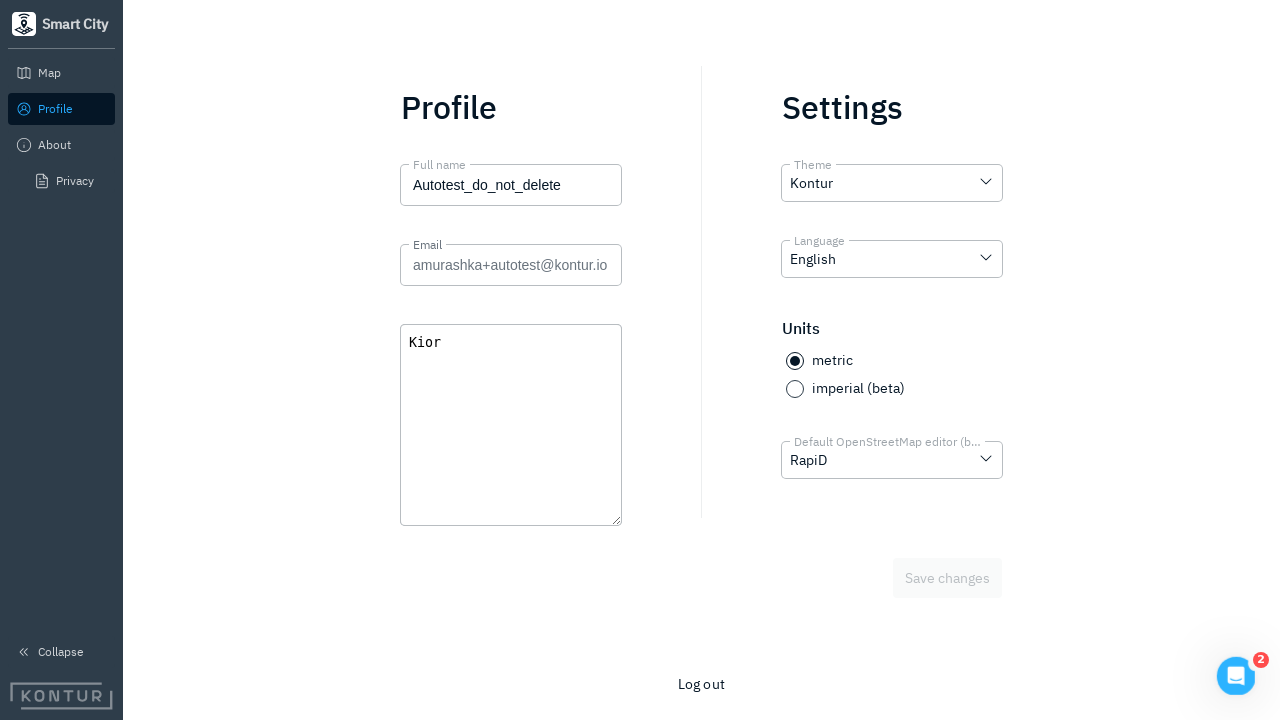 Smart City
Map
Profile
About
Privacy
Collapse
KONTUR
Profile
Full name
Autotest_do_not_delete
Email
amurashka+autotest@kontur.io
Kior
Settings
Theme
Kontur
Language
English
Units
metric
imperial (beta)
Default OpenStreetMap editor (b...
RapiD
Save changes
Log out
2